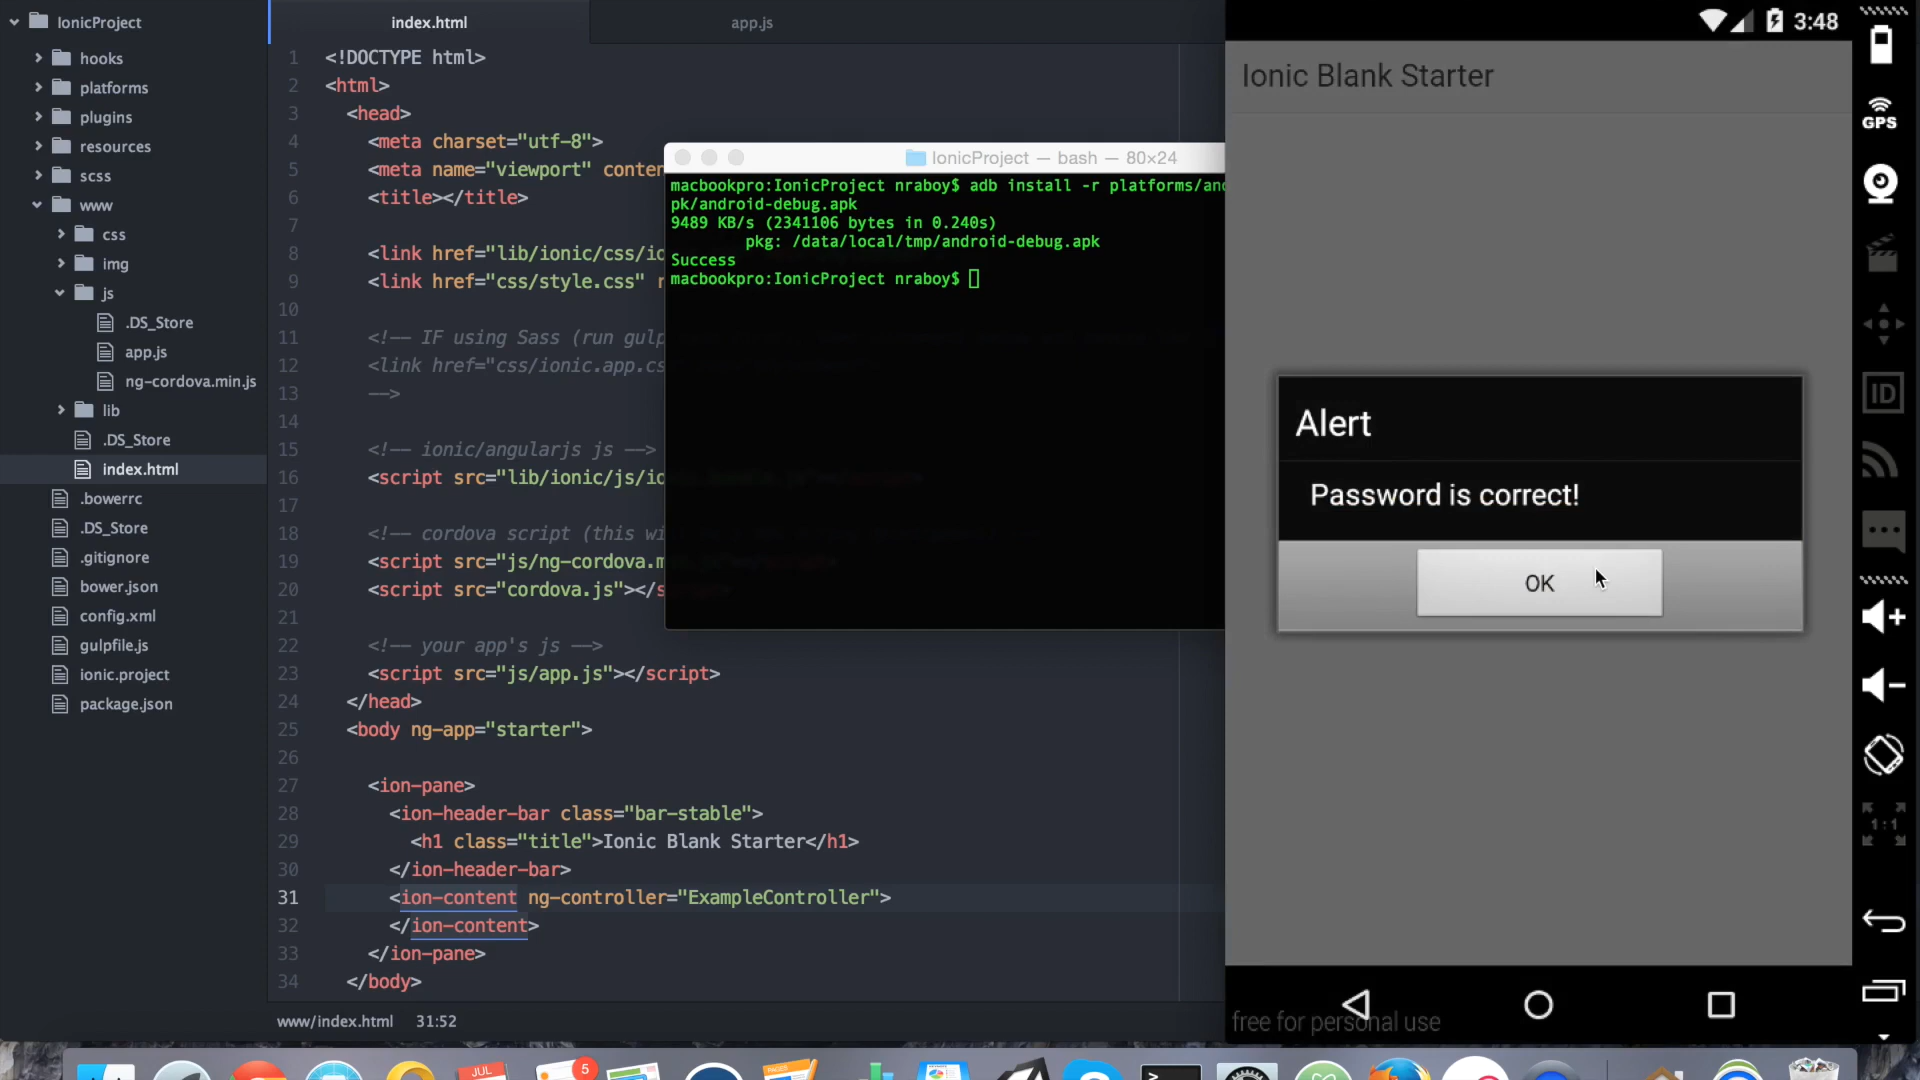 IonicProject
hooks
platforms
plugins
resources
scss
www
css
img
js
.DS_Store
app.js
ng-cordova.min.js
lib
.DS_Store
index.html
.bowerrc
.DS_Store
.gitignore
bower.json
config.xml
gulpfile.js
ionic.project
package.json
index.html
app.js
1 <!DOCTYPE html>
2 <html>
3 <head>
4 <meta charset="utf-8">
5 <meta name="viewport" conten
6 <title></title>
7
8 <link href="lib/ionic/css/io
9 <link href="css/style.css" r
10
11 <!-- IF using Sass (run gulp
12 <link href="css/ionic.app.cs
13 -->
14
15 <!-- ionic/angularjs js -->
16 <script src="lib/ionic/js/io
17
18 <!-- cordova script (this wi
19 <script src="js/ng-cordova.m
20 <script src="cordova.js"></s
21
22 <!-- your app's js -->
23 <script src="js/app.js"></script>
24 </head>
25 <body ng-app="starter">
26
27 <ion-pane>
28 <ion-header-bar class="bar-stable">
29 <h1 class="title">Ionic Blank Starter</h1>
30 </ion-header-bar>
31 <ion-content ng-controller="ExampleController">
32 </ion-content>
33 </ion-pane>
34 </body>
www/index.html 31:52
IonicProject — bash — 80×24
macbookpro:IonicProject nraboy$ adb install -r platforms/and
pk/android-debug.apk
9489 KB/s (2341106 bytes in 0.240s)
pkg: /data/local/tmp/android-debug.apk
Success
macbookpro:IonicProject nraboy$
3:48
Ionic Blank Starter
Alert
Password is correct!
OK
free for personal use
GPS
ID
1:1
JUL
5